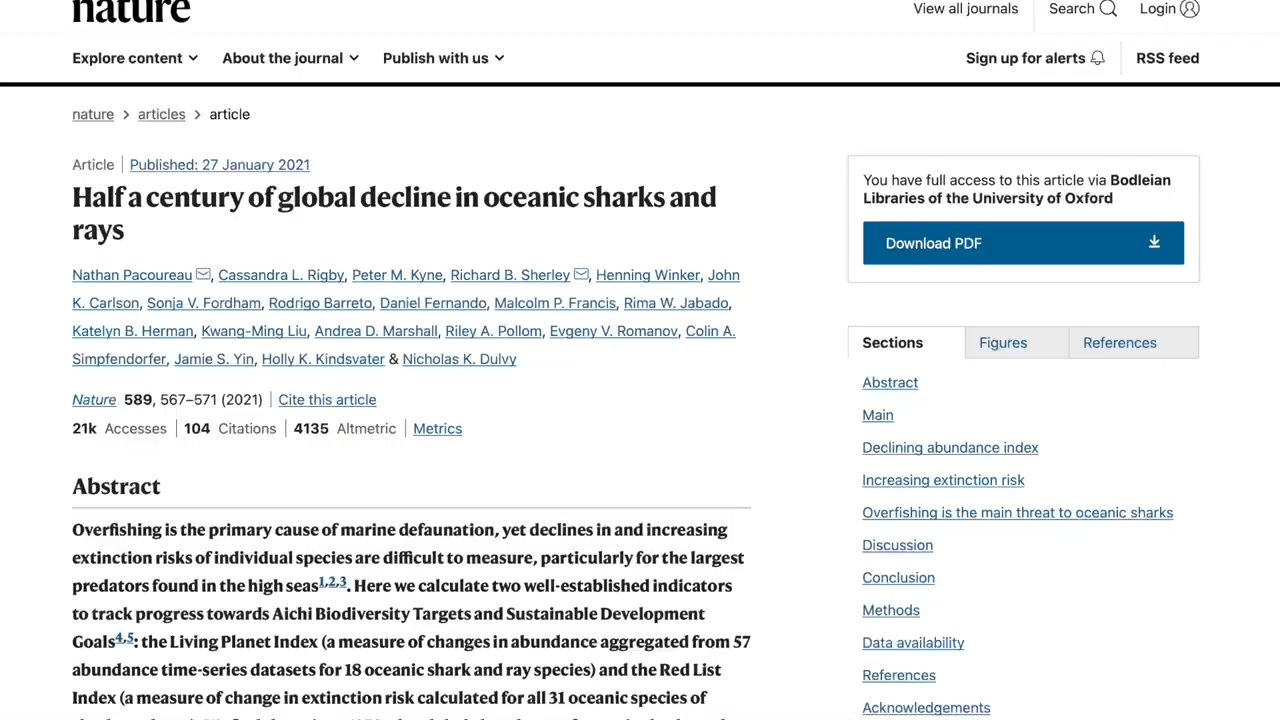 nature
View all journals
Search
Login
Explore content
About the journal
Publish with us
Sign up for alerts
RSS feed
nature > articles > article
Article | Published: 27 January 2021
Half a century of global decline in oceanic sharks and
rays
Nathan Pacoureau, Cassandra L. Rigby, Peter M. Kyne, Richard B. Sherley, Henning Winker, John
K. Carlson, Sonja V. Fordham, Rodrigo Barreto, Daniel Fernando, Malcolm P. Francis, Rima W. Jabado,
Katelyn B. Herman, Kwang-Ming Liu, Andrea D. Marshall, Riley A. Pollom, Evgeny V. Romanov, Colin A.
Simpfendorfer, Jamie S. Yin, Holly K. Kindsvater & Nicholas K. Dulvy
Nature 589, 567–571 (2021) | Cite this article
21k Accesses | 104 Citations | 4135 Altmetric | Metrics
Abstract
Overfishing is the primary cause of marine defaunation, yet declines in and increasing
extinction risks of individual species are difficult to measure, particularly for the largest
predators found in the high seas1,2,3. Here we calculate two well-established indicators
to track progress towards Aichi Biodiversity Targets and Sustainable Development
Goals4,5: the Living Planet Index (a measure of changes in abundance aggregated from 57
abundance time-series datasets for 18 oceanic shark and ray species) and the Red List
Index (a measure of change in extinction risk calculated for all 31 oceanic species of
You have full access to this article via Bodleian
Libraries of the University of Oxford
Download PDF
Sections
Figures
References
Abstract
Main
Declining abundance index
Increasing extinction risk
Overfishing is the main threat to oceanic sharks
Discussion
Conclusion
Methods
Data availability
References
Acknowledgements